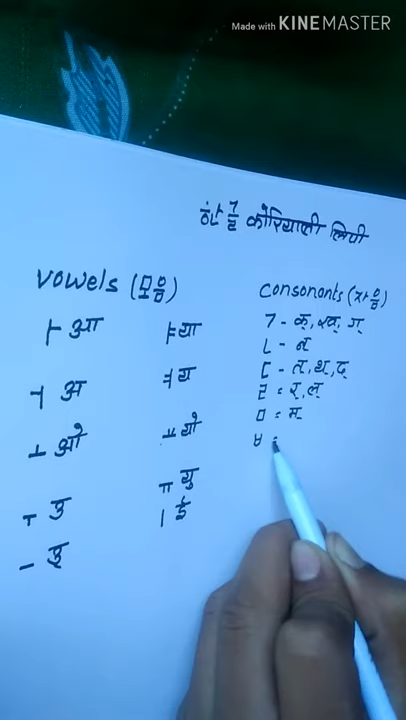 Made with KINEMASTER
한글 कोरियाली लिपी
Vowels (모음)
ㅏ आ ㅑ या
ㅓ अ ㅕ य
ㅗ ओ ㅛ यो
ㅜ उ ㅠ यु
ㅡ इ ㅣ ई
Consonants (자음)
ㄱ - क्, ख्, ग्
ㄴ - न्
ㄷ - त्, थ्, द्
ㄹ = र्, ल्
ㅁ = म्
ㅂ =